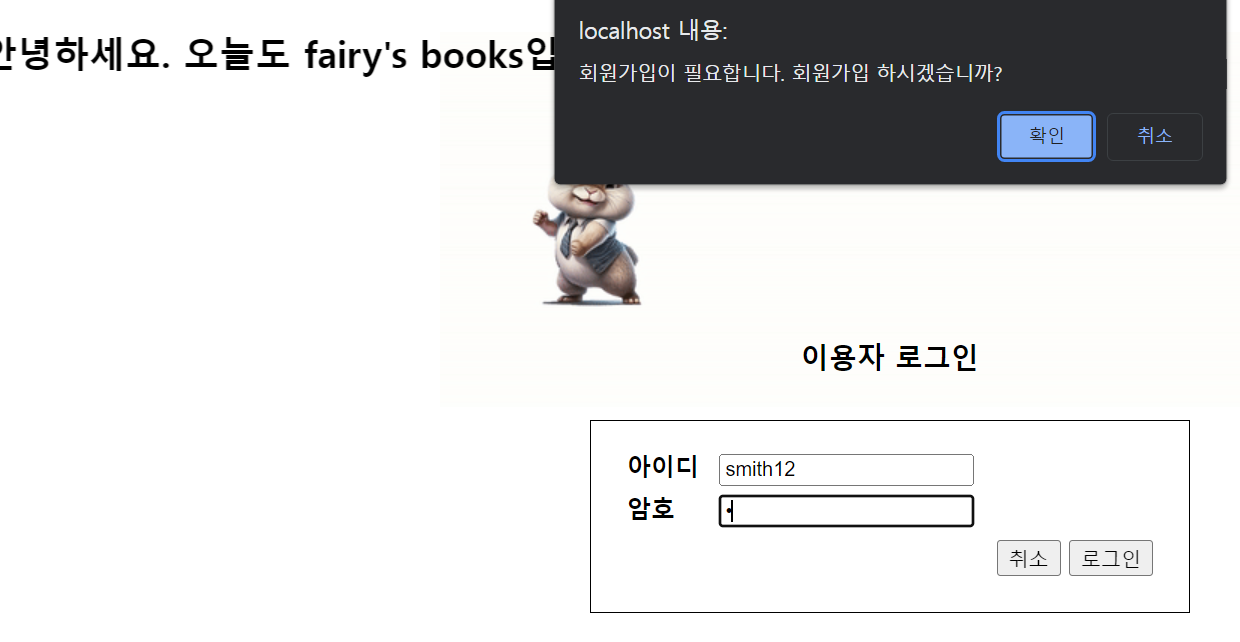 안녕하세요. 오늘도 fairy's books입
localhost 내용:
회원가입이 필요합니다. 회원가입 하시겠습니까?
확인 취소
이용자 로그인
아이디 smith12
암호 •
취소 로그인